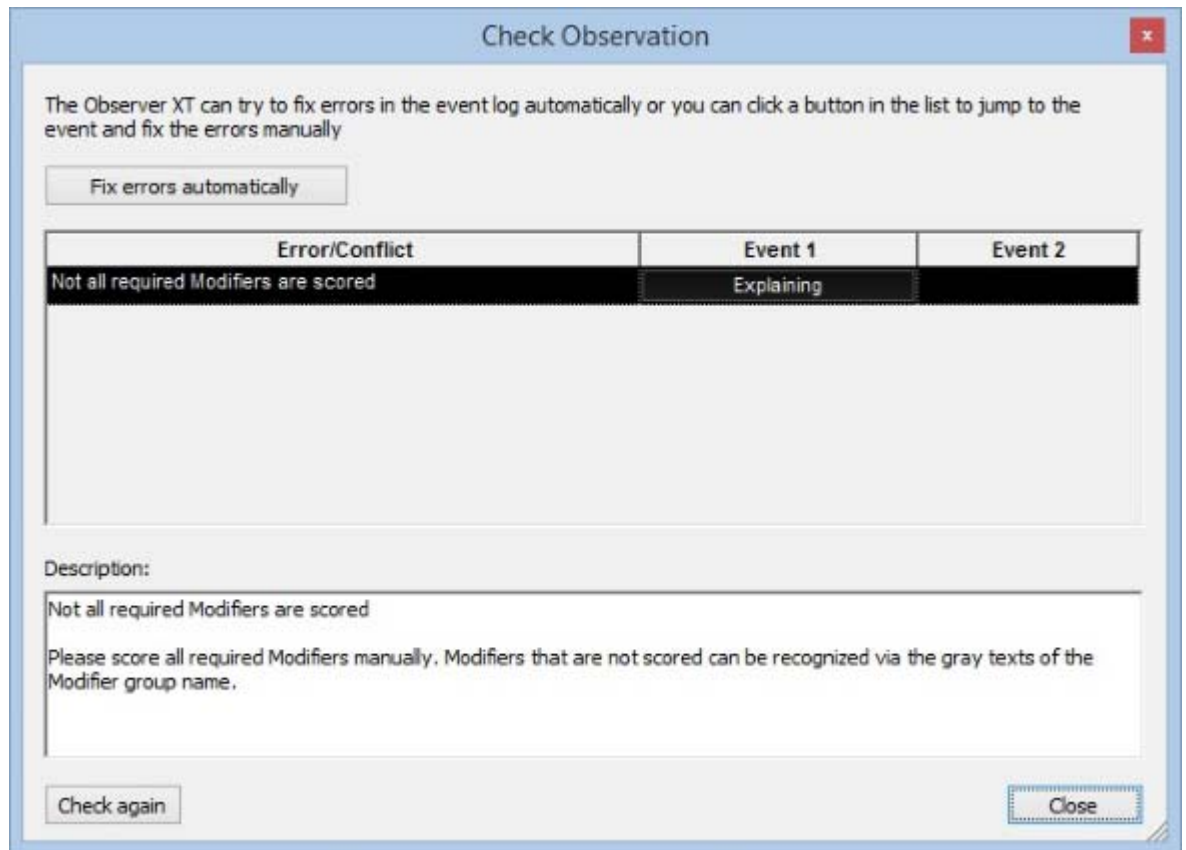 Check Observation
x
The Observer XT can try to fix errors in the event log automatically or you can click a button in the list to jump to the
event and fix the errors manually
Fix errors automatically
Error/Conflict Event 1 Event 2
Not all required Modifiers are scored Explaining
Description:
Not all required Modifiers are scored
Please score all required Modifiers manually. Modifiers that are not scored can be recognized via the gray texts of the
Modifier group name.
Check again Close